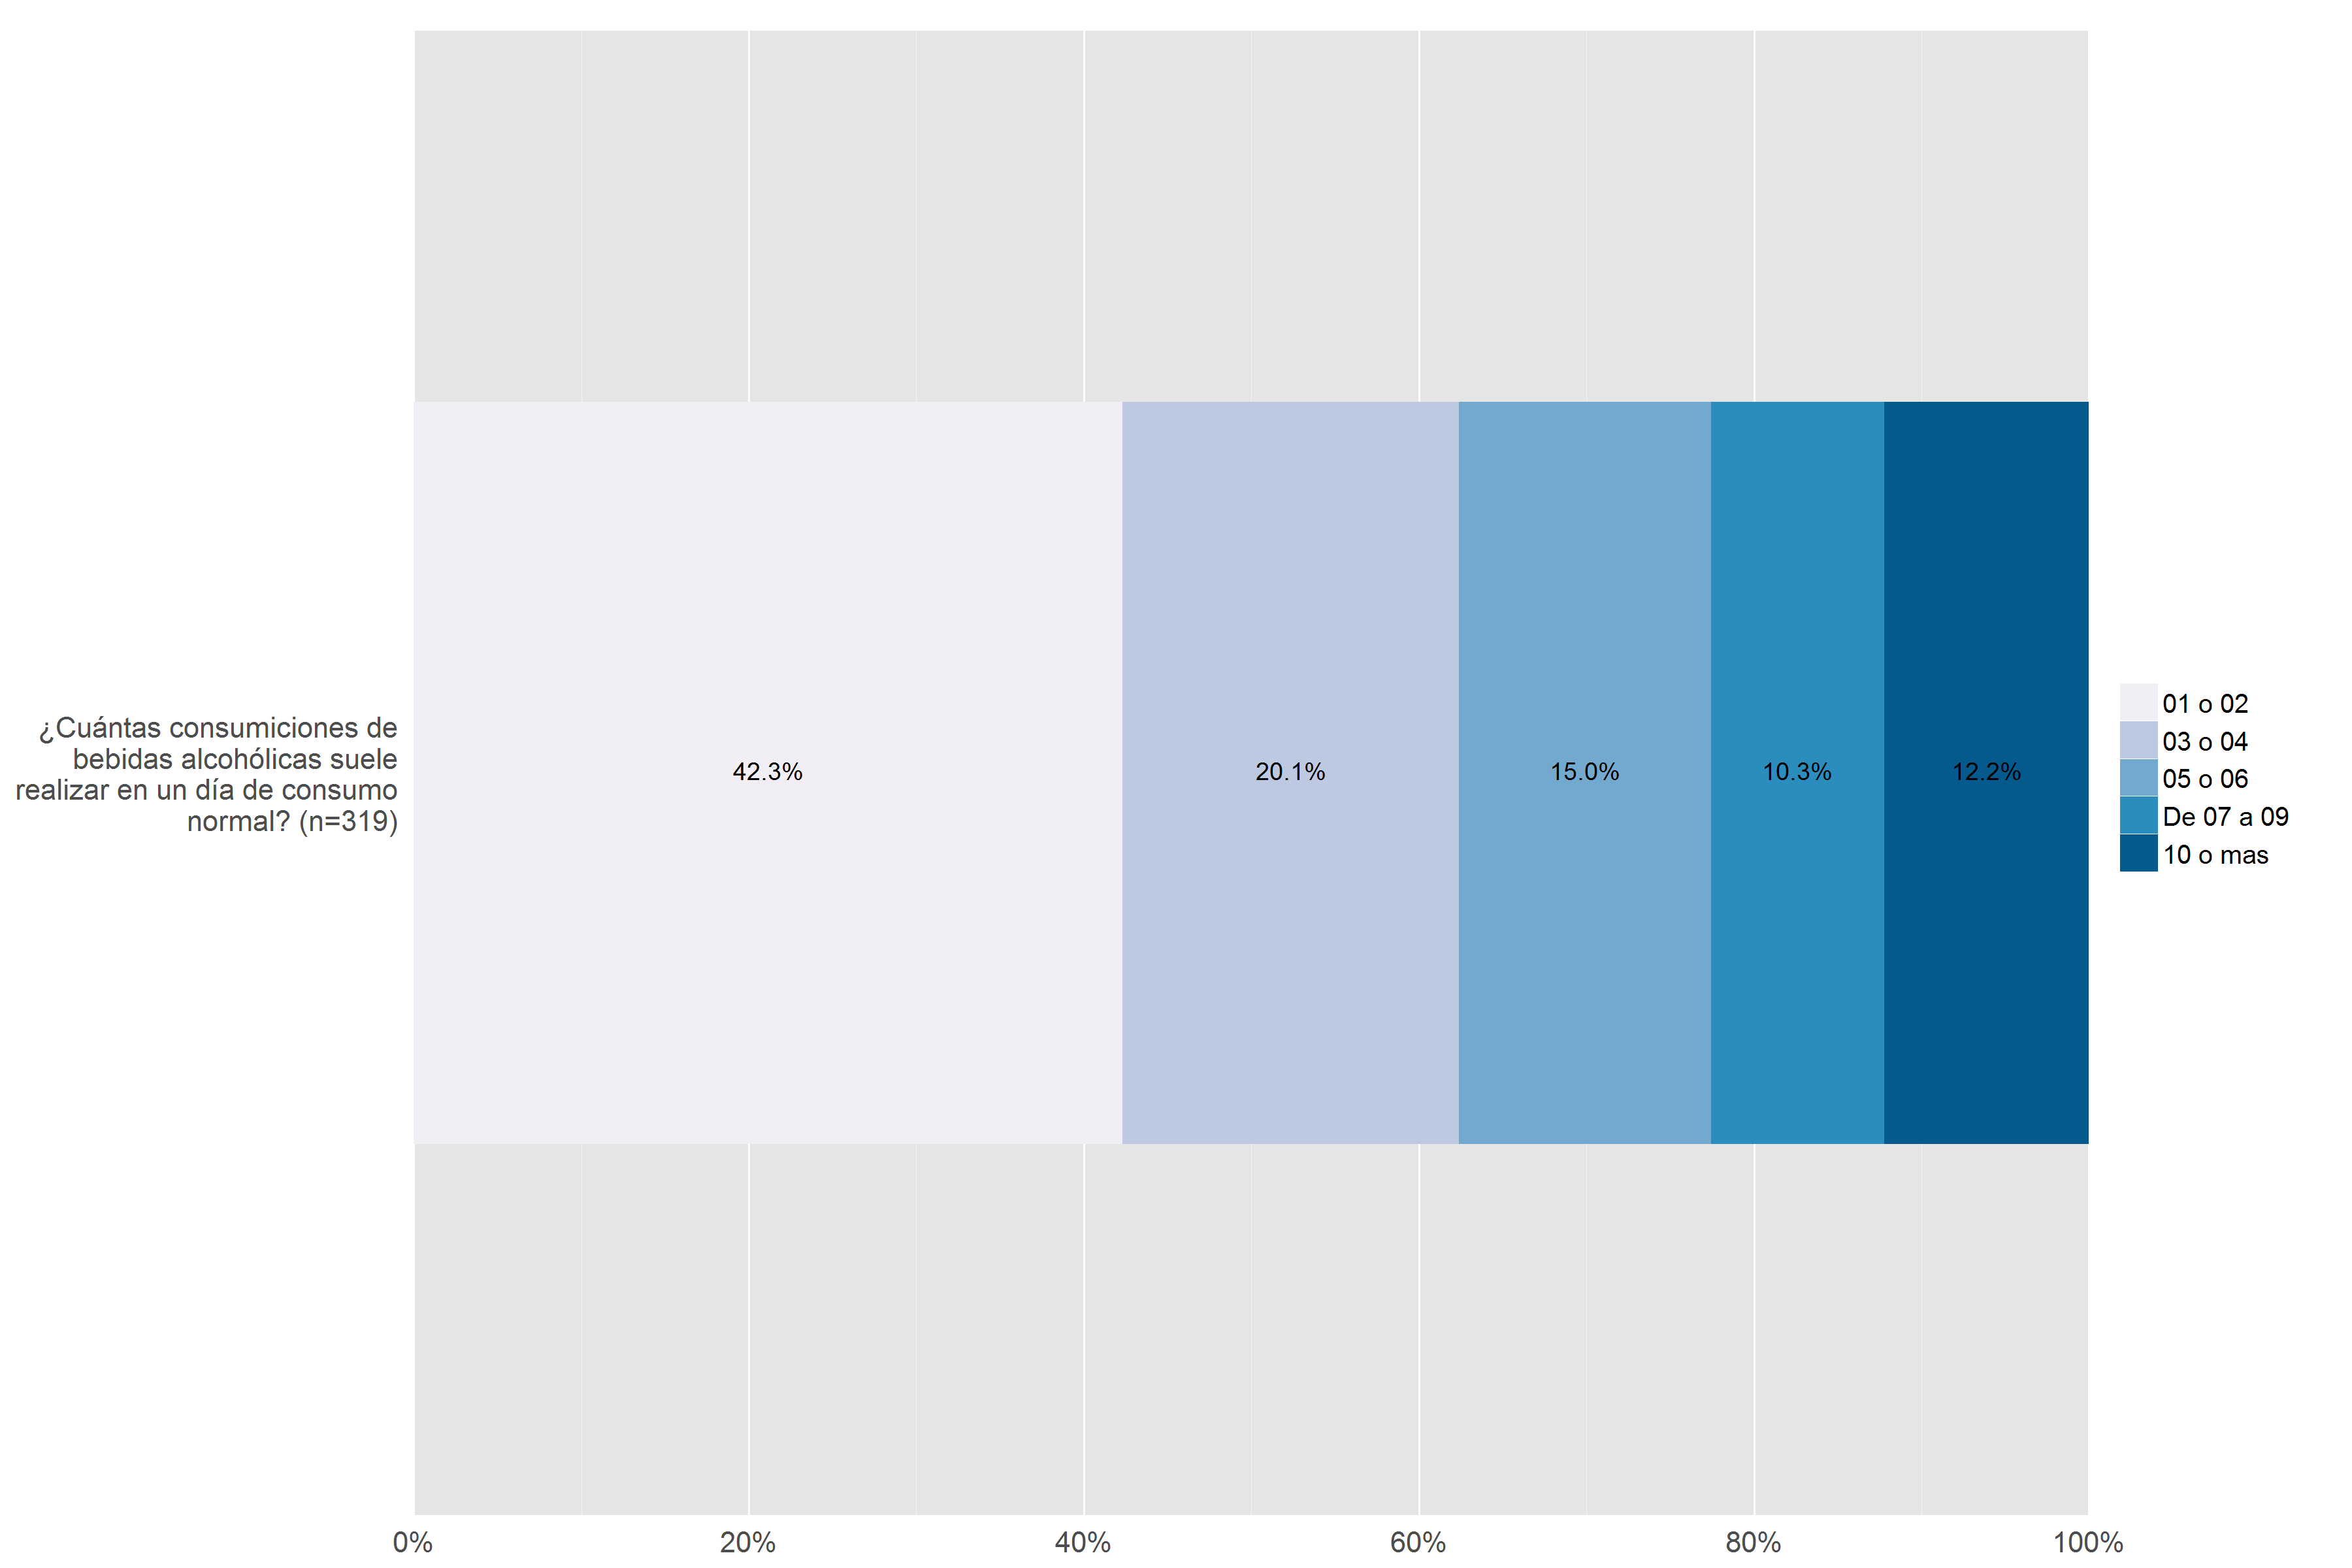 ¿Cuántas consumiciones de
bebidas alcohólicas suele
realizar en un día de consumo
normal? (n=319)
42.3%
20.1%
15.0%
10.3%
12.2%
01 o 02
03 o 04
05 o 06
De 07 a 09
10 o mas
0%
20%
40%
60%
80%
100%